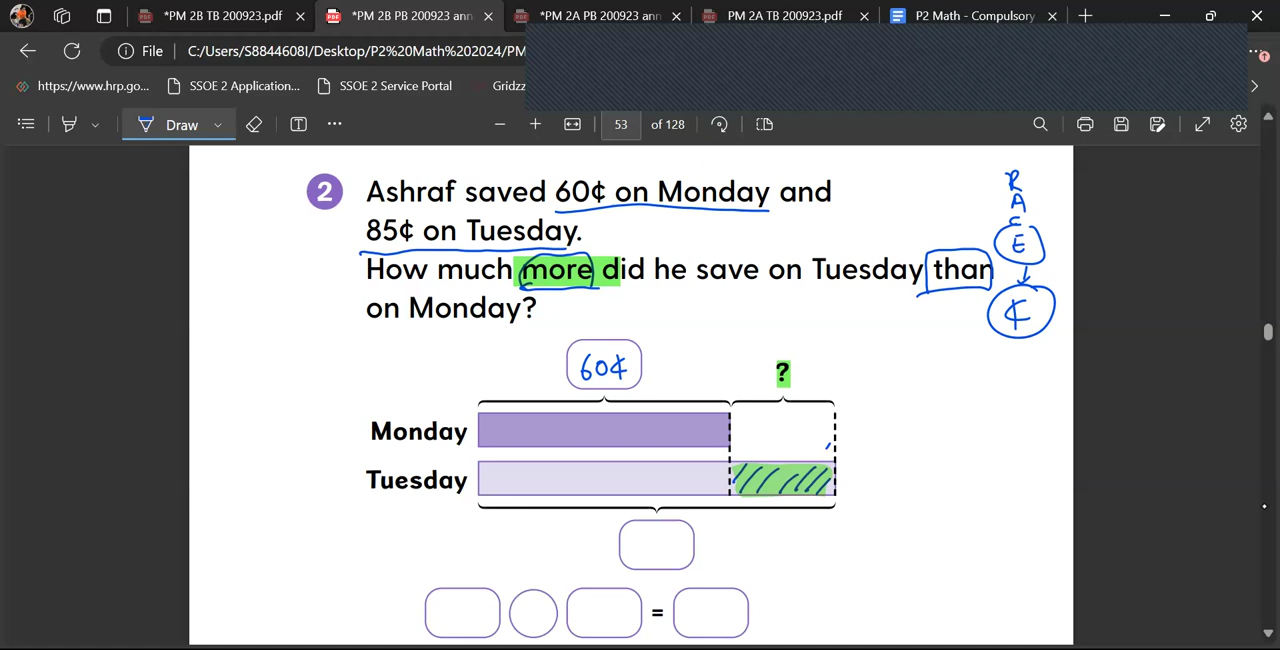 *PM 2B TB 200923.pdf
*PM 2B PB 200923 ann
*PM 2A PB 200923 ann
PM 2A TB 200923.pdf
P2 Math - Compulsory
File
C:/Users/S8844608I/Desktop/P2%20Math%202024/PM
https://www.hrp.go...
SSOE 2 Application...
SSOE 2 Service Portal
Gridzz
Draw
53
of 128
2
Ashraf saved 60¢ on Monday and
85¢ on Tuesday.
How much more did he save on Tuesday than
on Monday?
R
A
C
E
¢
60¢
?
Monday
Tuesday
=